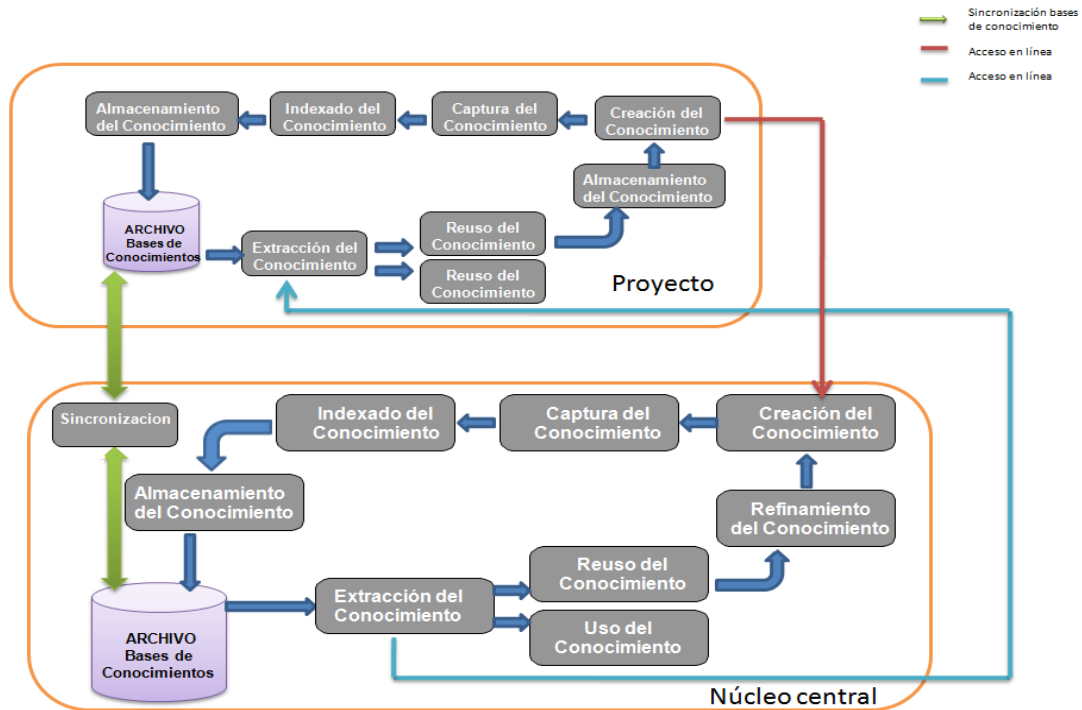 Sincronización bases
de conocimiento
Acceso en línea
Acceso en línea
Almacenamiento
del Conocimiento
Indexado del
Conocimiento
Captura del
Conocimiento
Creación del
Conocimiento
Almacenamiento
del Conocimiento
ARCHIVO
Bases de
Conocimientos
Extracción del
Conocimiento
Reuso del
Conocimiento
Reuso del
Conocimiento
Proyecto
Sincronizacion
Indexado del
Conocimiento
Captura del
Conocimiento
Creación del
Conocimiento
Almacenamiento
del Conocimiento
Refinamiento
del Conocimiento
Reuso del
Conocimiento
Extracción del
Conocimiento
Uso del
Conocimiento
ARCHIVO
Bases de
Conocimientos
Núcleo central